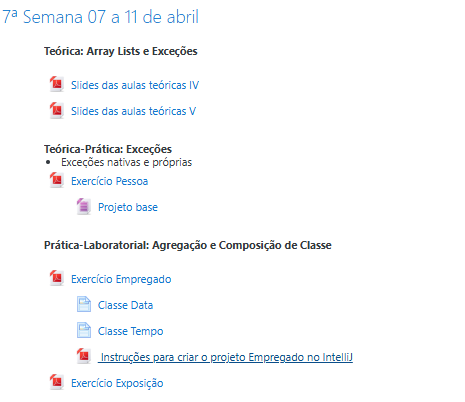 7ª Semana 07 a 11 de abril
Teórica: Array Lists e Exceções
Slides das aulas teóricas IV
Slides das aulas teóricas V
Teórica-Prática: Exceções
• Exceções nativas e próprias
Exercício Pessoa
Projeto base
Prática-Laboratorial: Agregação e Composição de Classe
Exercício Empregado
Classe Data
Classe Tempo
Instruções para criar o projeto Empregado no IntelliJ
Exercício Exposição